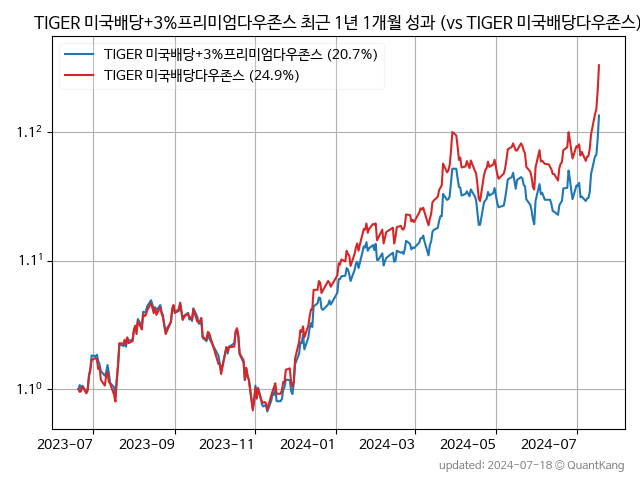 TIGER 미국배당+3%프리미엄다우존스 최근 1년 1개월 성과 (vs TIGER 미국배당다우존스)
TIGER 미국배당+3%프리미엄다우존스 (20.7%)
TIGER 미국배당다우존스 (24.9%)
1.1²
1.1¹
1.1⁰
2023-07 2023-09 2023-11 2024-01 2024-03 2024-05 2024-07
updated: 2024-07-18 © QuantKang